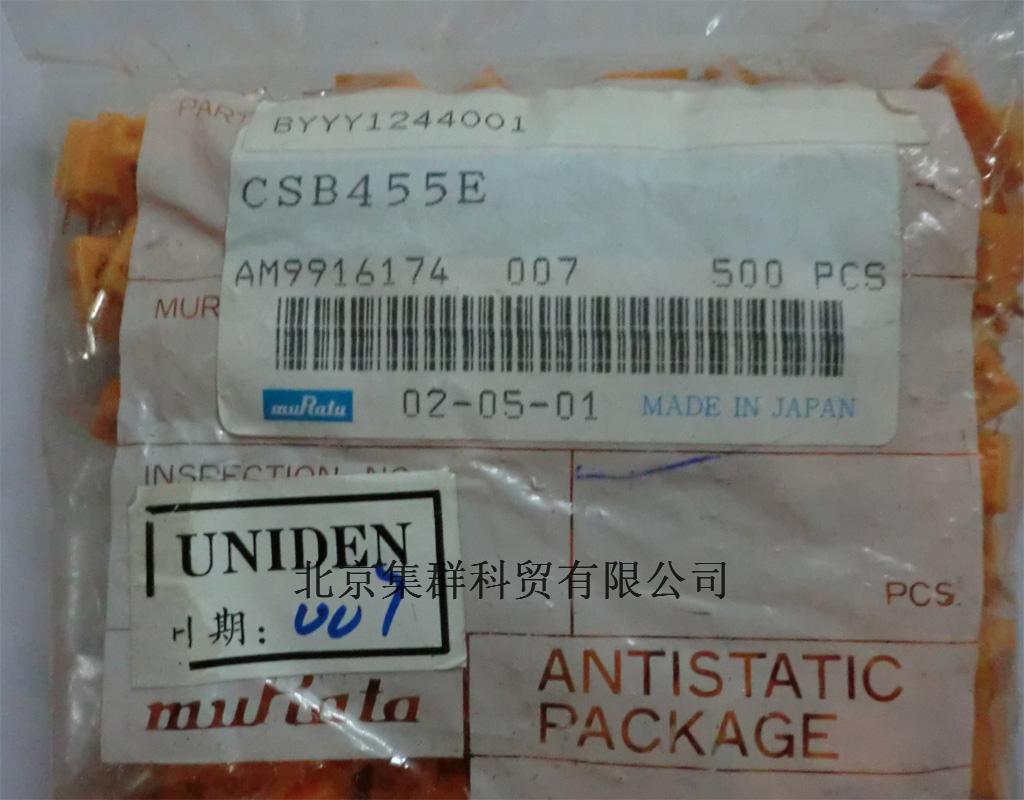 PART
BYYY1244001
CSB455E
AM9916174 007 500 PCS
MUR
muRata 02-05-01 MADE IN JAPAN
INSPECTION NO
UNIDEN
北京集群科贸有限公司
PCS.
期:
muRata
ANTISTATIC
PACKAGE